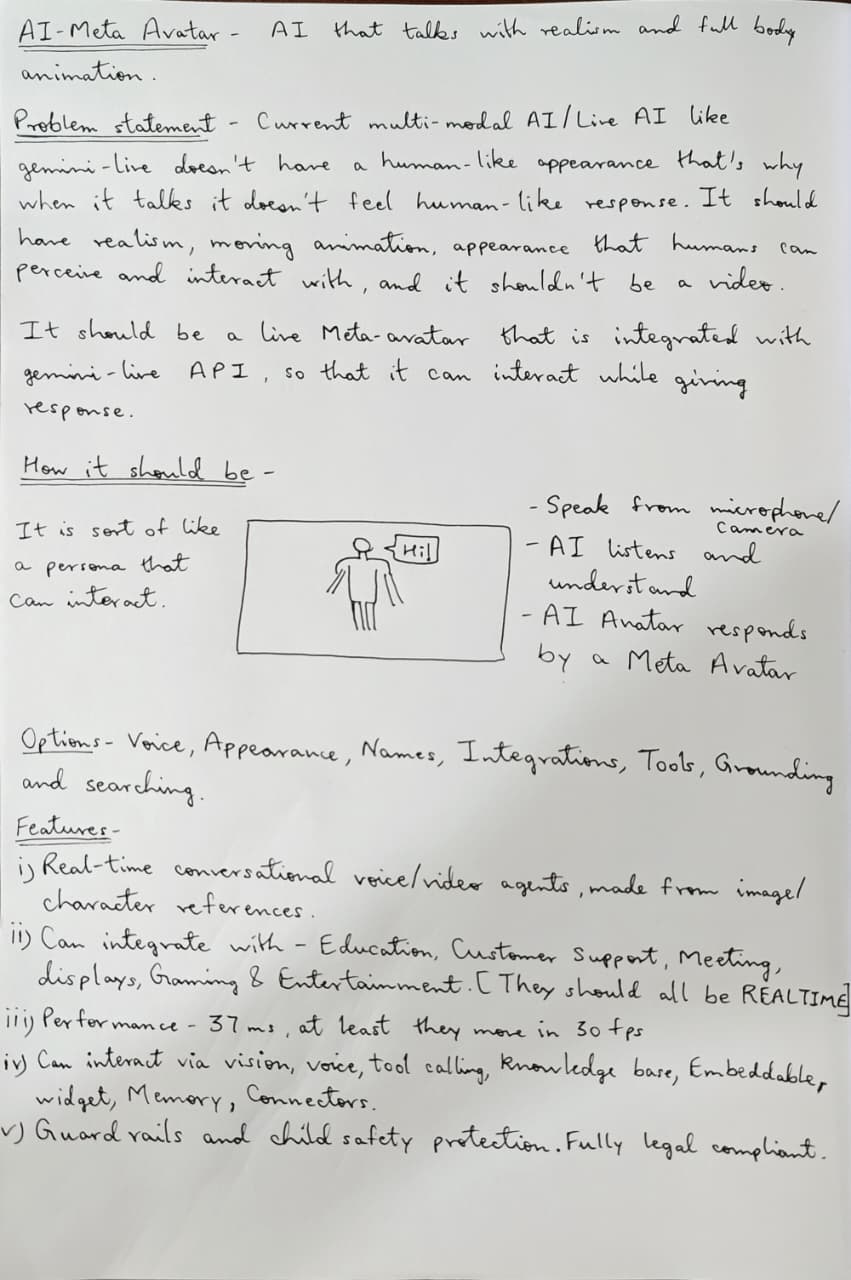 AI-Meta Avatar - AI that talks with realism and full body
animation.
Problem statement - Current multi-modal AI/Live AI like
gemini-live doesn't have a human-like appearance that's why
when it talks it doesn't feel human-like response. It should
have realism, moving animation, appearance that humans can
perceive and interact with, and it shouldn't be a video.
It should be a live Meta-avatar that is integrated with
gemini-live API, so that it can interact while giving
response.
How it should be -
It is sort of like
a persona that
can interact.
Hi!
- Speak from microphone/
camera
- AI listens and
understand
- AI Avatar responds
by a Meta Avatar
Options - Voice, Appearance, Names, Integrations, Tools, Grounding
and searching.
Features -
i) Real-time conversational voice/video agents, made from image/
character references.
ii) Can integrate with - Education, Customer Support, Meeting,
displays, Gaming & Entertainment. [They should all be REALTIME]
iii) Performance - 37 ms, at least they move in 30 fps
iv) Can interact via vision, voice, tool calling, knowledge base, Embeddable,
widget, Memory, Connectors.
v) Guard rails and child safety protection. Fully legal compliant.